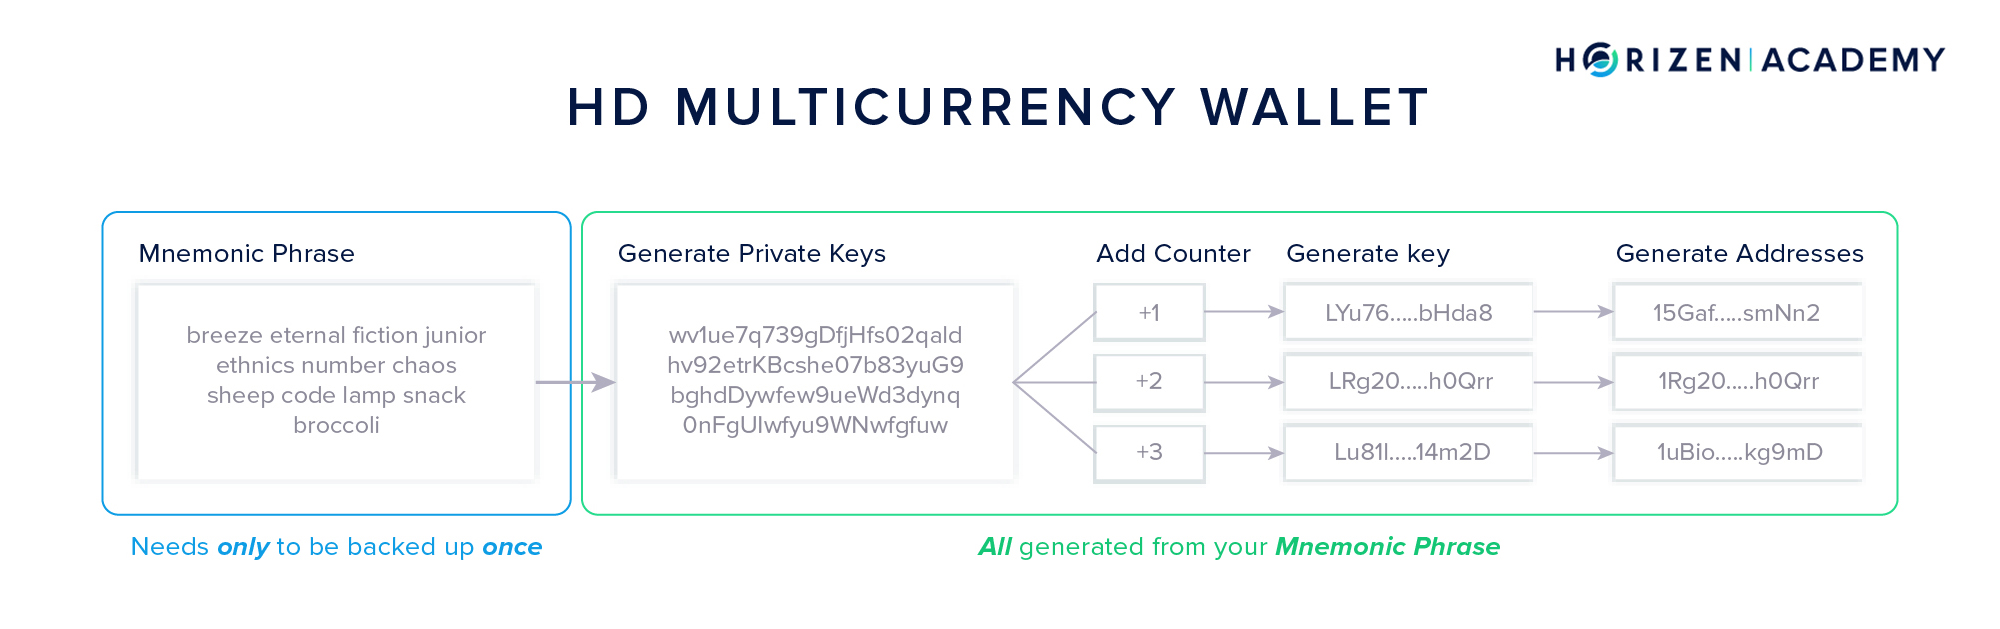 HORIZEN | ACADEMY
HD MULTICURRENCY WALLET
Mnemonic Phrase
breeze eternal fiction junior
ethnics number chaos
sheep code lamp snack
broccoli
Needs only to be backed up once
Generate Private Keys
wv1ue7q739gDfjHfs02qald
hv92etrKBcshe07b83yuG9
bghdDywfew9ueWd3dynq
0nFgUIwfyu9WNwfgfuw
Add Counter
+1
+2
+3
Generate key
LYu76.....bHda8
LRg20.....h0Qrr
Lu81l.....14m2D
Generate Addresses
15Gaf.....smNn2
1Rg20.....h0Qrr
1uBio.....kg9mD
All generated from your Mnemonic Phrase